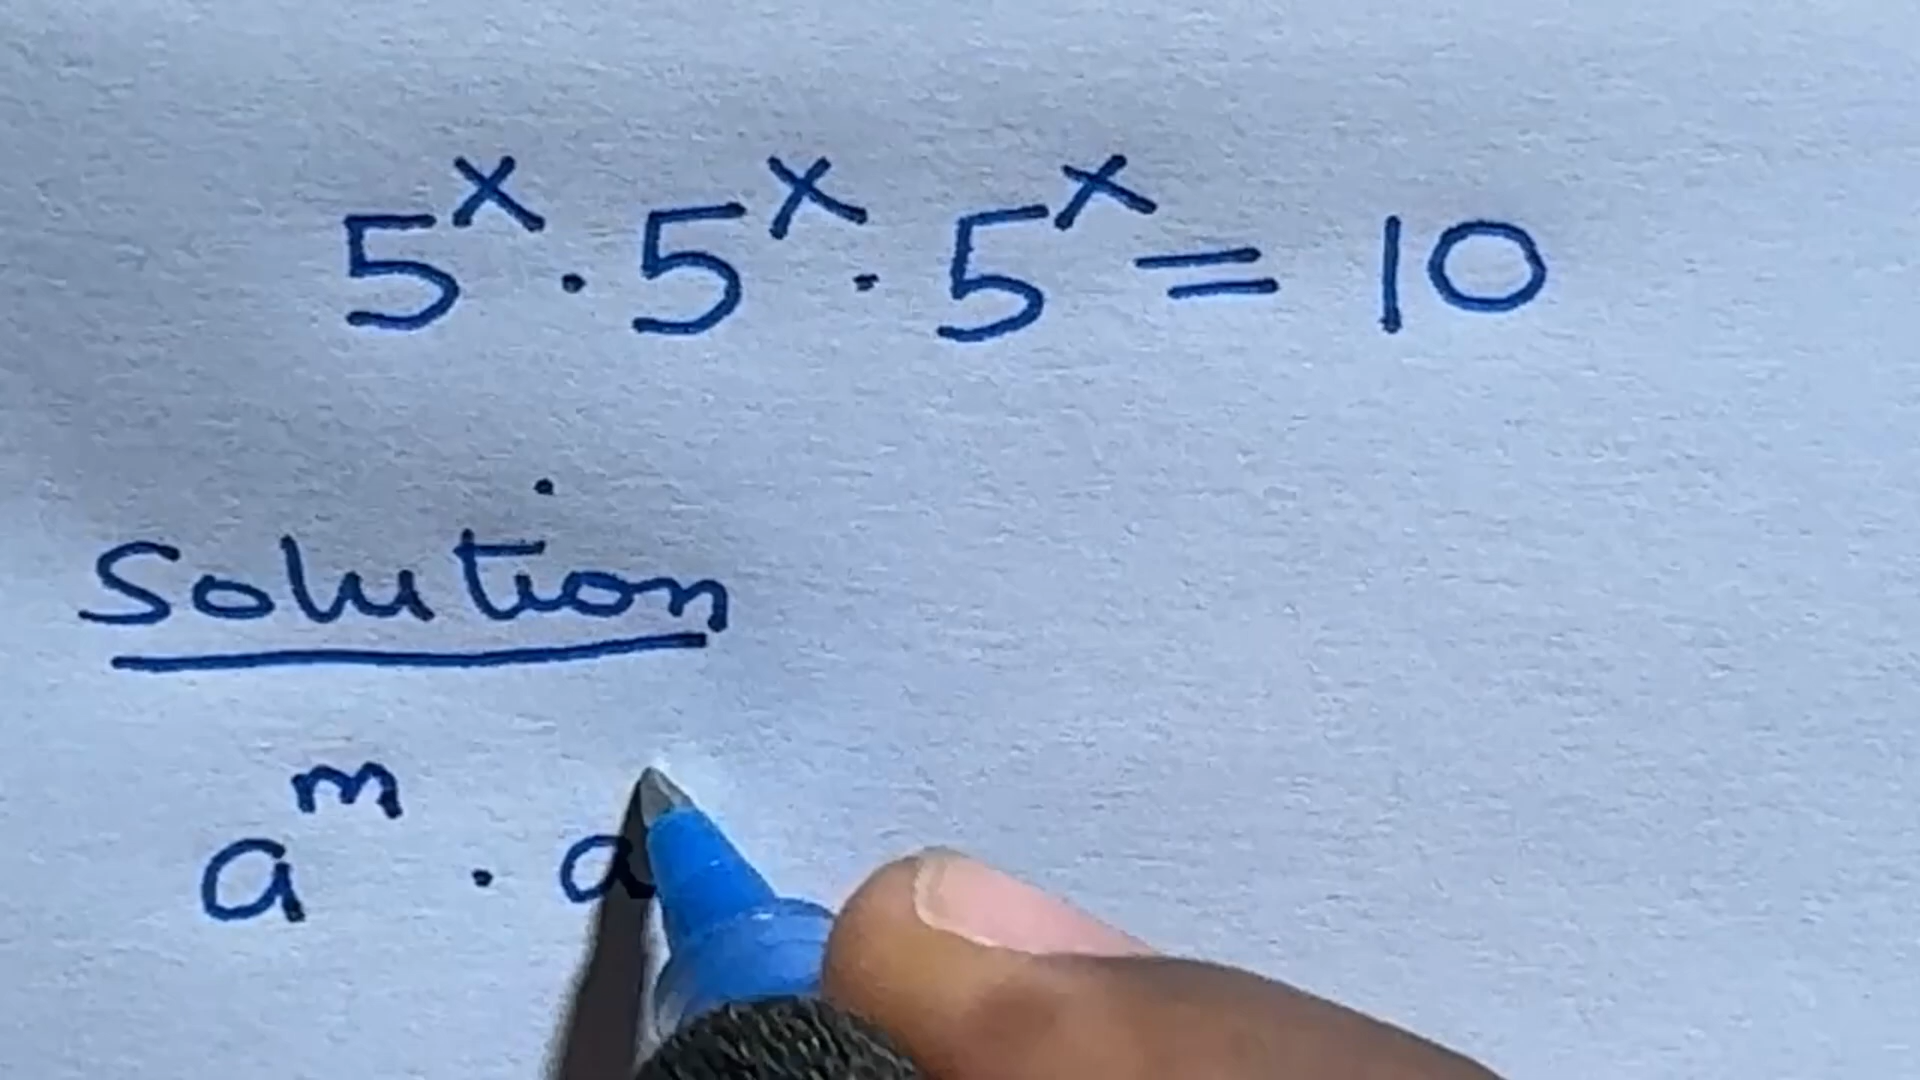 5^x . 5^x . 5^x = 10
Solution
a^m . a